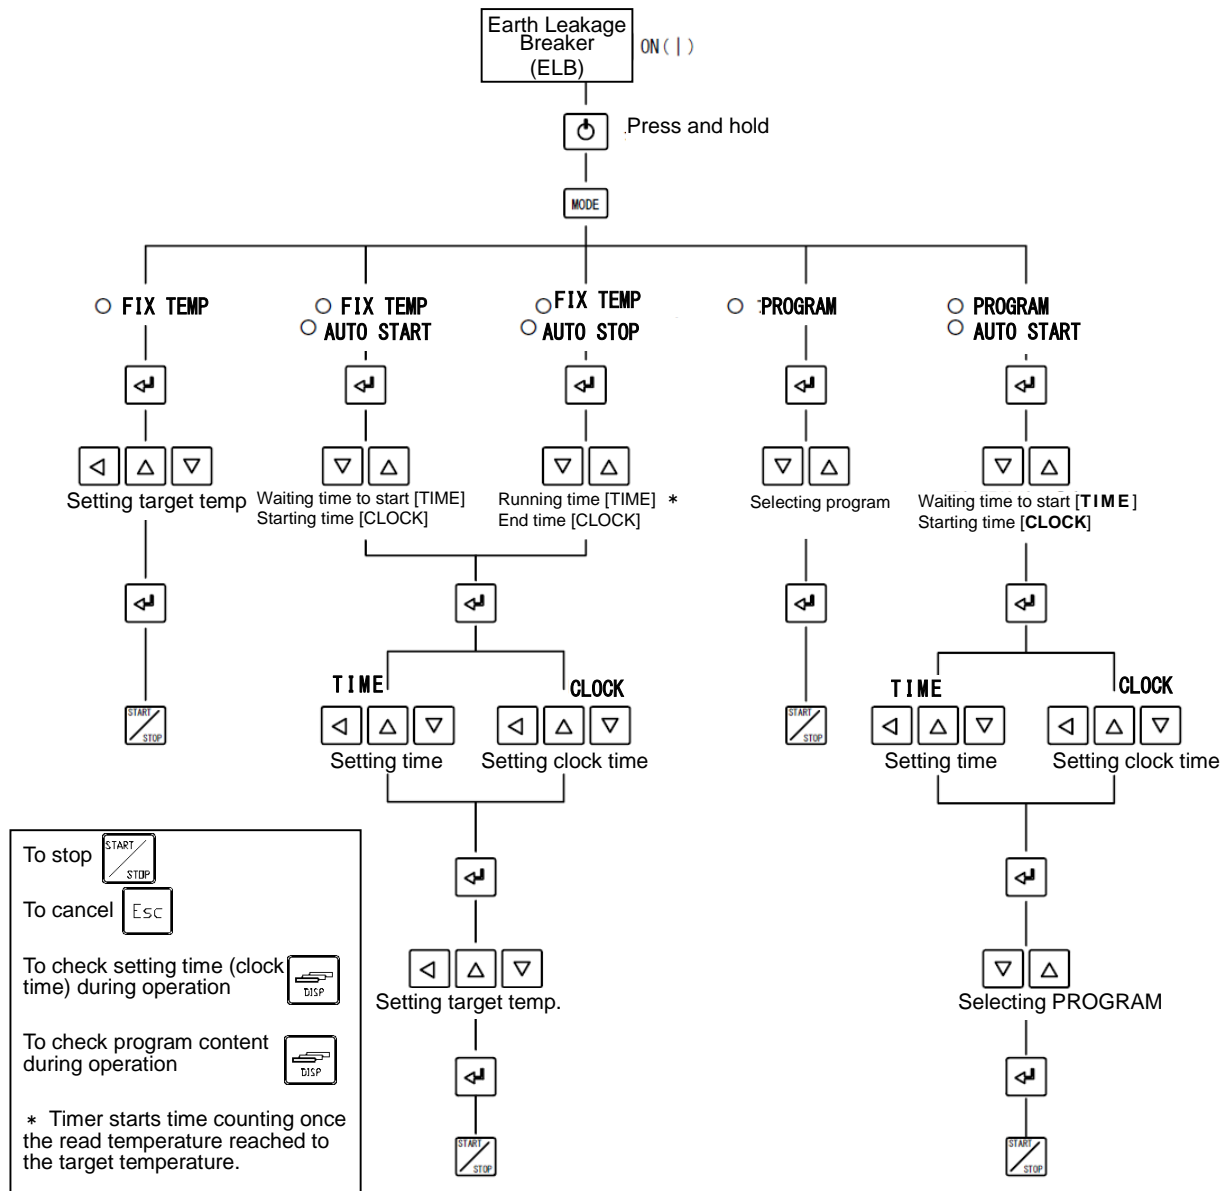 Earth Leakage
Breaker
(ELB)
ON(|)
Press and hold
MODE
FIX TEMP
FIX TEMP
AUTO START
FIX TEMP
AUTO STOP
PROGRAM
PROGRAM
AUTO START
Setting target temp
Waiting time to start [TIME]
Starting time [CLOCK]
Running time [TIME] *
End time [CLOCK]
Selecting program
Waiting time to start [TIME]
Starting time [CLOCK]
TIME
CLOCK
TIME
CLOCK
START
STOP
START
STOP
Setting time
Setting clock time
Setting time
Setting clock time
To stop
START
STOP
To cancel
Esc
To check setting time (clock
time) during operation
DISP
To check program content
during operation
DISP
* Timer starts time counting once
the read temperature reached to
the target temperature.
Setting target temp.
START
STOP
Selecting PROGRAM
START
STOP